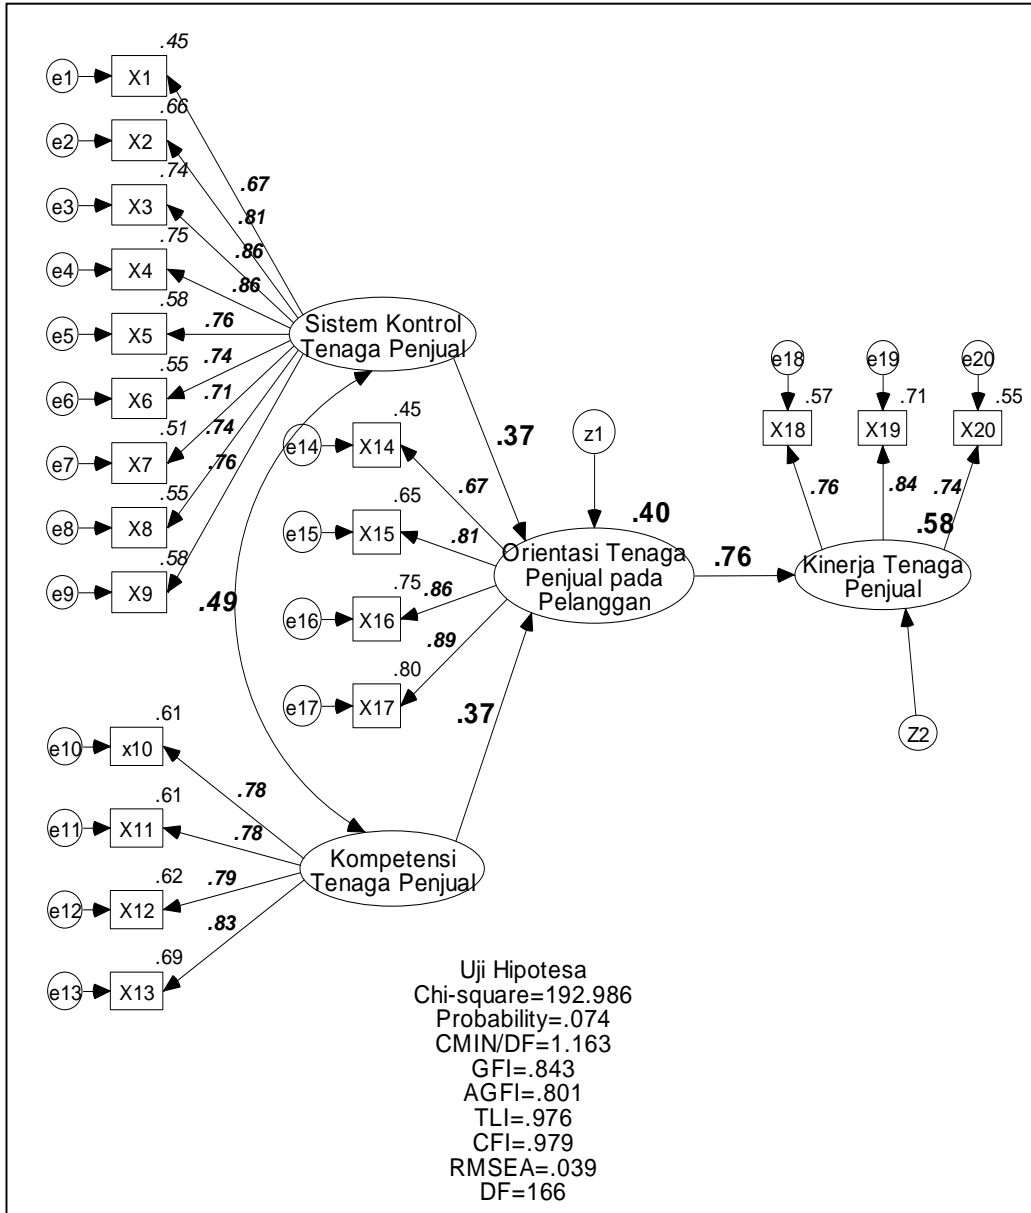 .45
e1 X1
.66
e2 X2
.74
e3 X3
.75
e4 X4
.58
e5 X5
.55
e6 X6
.51
e7 X7
.55
e8 X8
.58
e9 X9
.67
.81
.86
.86
.76
.74
.71
.74
.76
Sistem Kontrol
Tenaga Penjual
.49
.37
.45
e14 X14
.65
e15 X15
.75
e16 X16
.80
e17 X17
.67
.81
.86
.89
z1
.40
Orientasi Tenaga
Penjual pada
Pelanggan
.76
e18 e19 e20
.57 .71 .55
X18 X19 X20
.76 .84 .74
.58
Kinerja Tenaga
Penjual
Z2
.37
.61
e10 x10
.61
e11 X11
.62
e12 X12
.69
e13 X13
.78
.78
.79
.83
Kompetensi
Tenaga Penjual
Uji Hipotesa
Chi-square=192.986
Probability=.074
CMIN/DF=1.163
GFI=.843
AGFI=.801
TLI=.976
CFI=.979
RMSEA=.039
DF=166